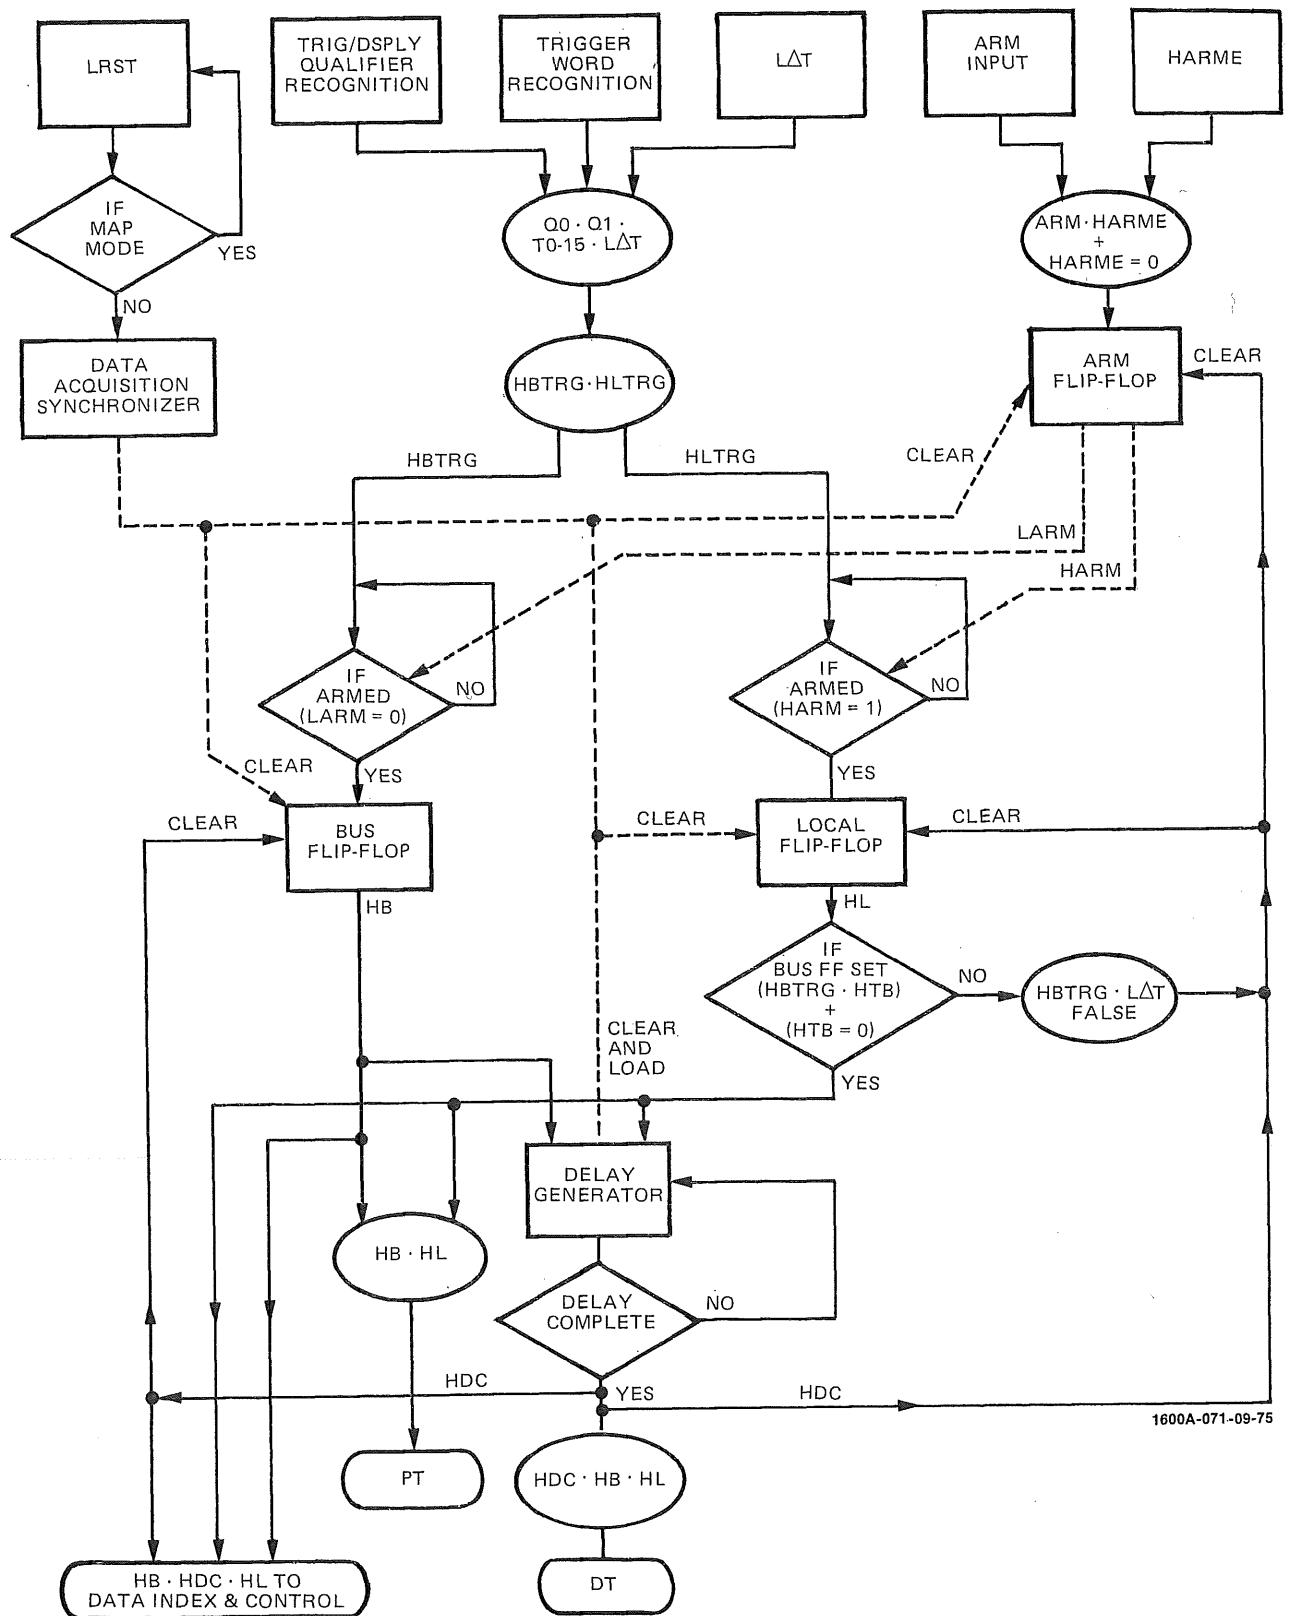 LRST
TRIG/DSPLY
QUALIFIER
RECOGNITION
TRIGGER
WORD
RECOGNITION
LΔT
ARM
INPUT
HARME
IF
MAP
MODE
YES
NO
Q0 · Q1 ·
T0-15 · LΔT
ARM · HARME
+
HARME = 0
DATA
ACQUISITION
SYNCHRONIZER
HBTRG · HLTRG
ARM
FLIP-FLOP
CLEAR
HBTRG
HLTRG
CLEAR
LARM
HARM
IF
ARMED
(LARM = 0)
NO
YES
IF
ARMED
(HARM = 1)
NO
YES
CLEAR
CLEAR
BUS
FLIP-FLOP
HB
CLEAR
LOCAL
FLIP-FLOP
CLEAR
HL
IF
BUS FF SET
(HBTRG · HTB)
+
(HTB = 0)
NO
HBTRG · LΔT
FALSE
YES
CLEAR
AND
LOAD
DELAY
GENERATOR
HB · HL
DELAY
COMPLETE
NO
HDC
YES
HDC
1600A-071-09-75
PT
HDC · HB · HL
HB · HDC · HL TO
DATA INDEX & CONTROL
DT